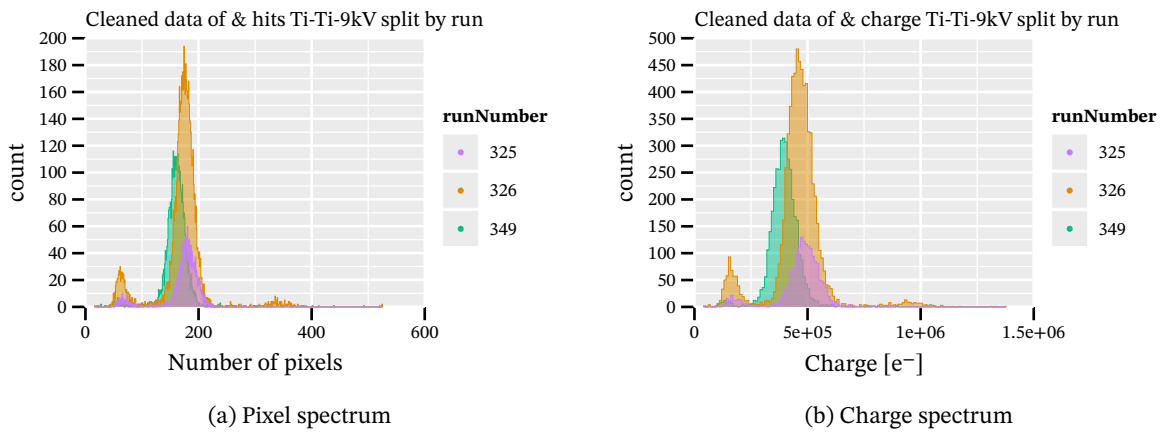 Cleaned data of & hits Ti-Ti-9kV split by run
200
180
160
140
120
100
80
60
40
20
0
count
0 200 400 600
Number of pixels
runNumber
325
326
349
(a) Pixel spectrum
Cleaned data of & charge Ti-Ti-9kV split by run
500
450
400
350
300
250
200
150
100
50
0
count
0 5e+05 1e+06 1.5e+06
Charge [e⁻]
runNumber
325
326
349
(b) Charge spectrum